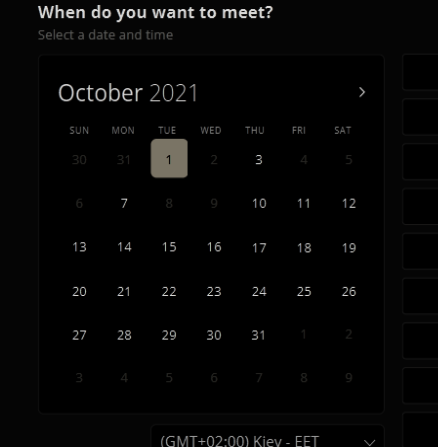 When do you want to meet?
Select a date and time
October 2021
SUN MON TUE WED THU FRI SAT
30 31 1 2 3 4 5
6 7 8 9 10 11 12
13 14 15 16 17 18 19
20 21 22 23 24 25 26
27 28 29 30 31 1 2
3 4 5 6 7 8 9
(GMT+02:00) Kiev - EET